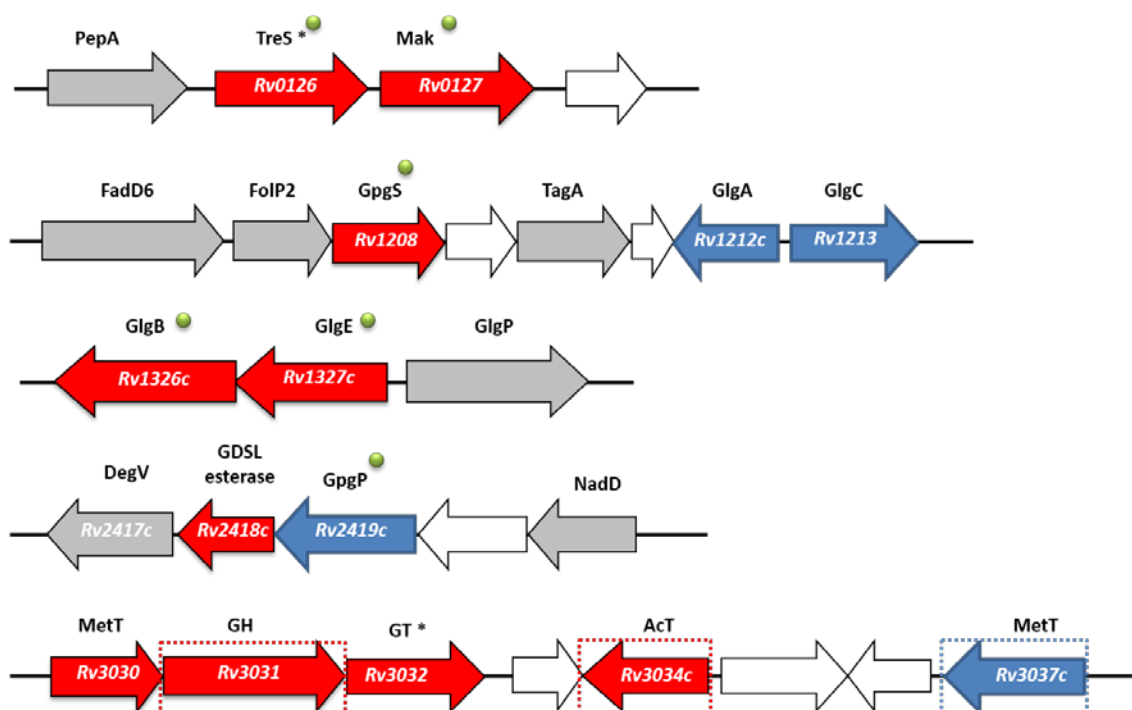 PepA TreS * Mak
Rv0126 Rv0127
FadD6 FolP2 GpgS TagA GlgA GlgC
Rv1208 Rv1212c Rv1213
GlgB GlgE GlgP
Rv1326c Rv1327c
DegV GDSL esterase GpgP NadD
Rv2417c Rv2418c Rv2419c
MetT GH GT * AcT MetT
Rv3030 Rv3031 Rv3032 Rv3034c Rv3037c